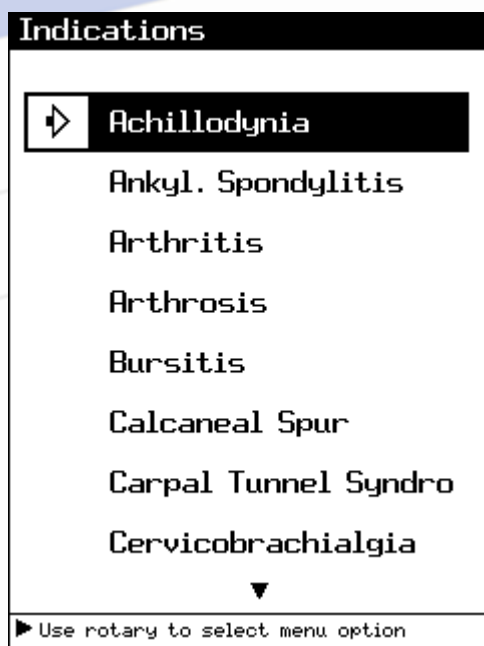 Indications
Achillodynia
Ankyl. Spondylitis
Arthritis
Arthrosis
Bursitis
Calcaneal Spur
Carpal Tunnel Syndro
Cervicobrachialgia
Use rotary to select menu option